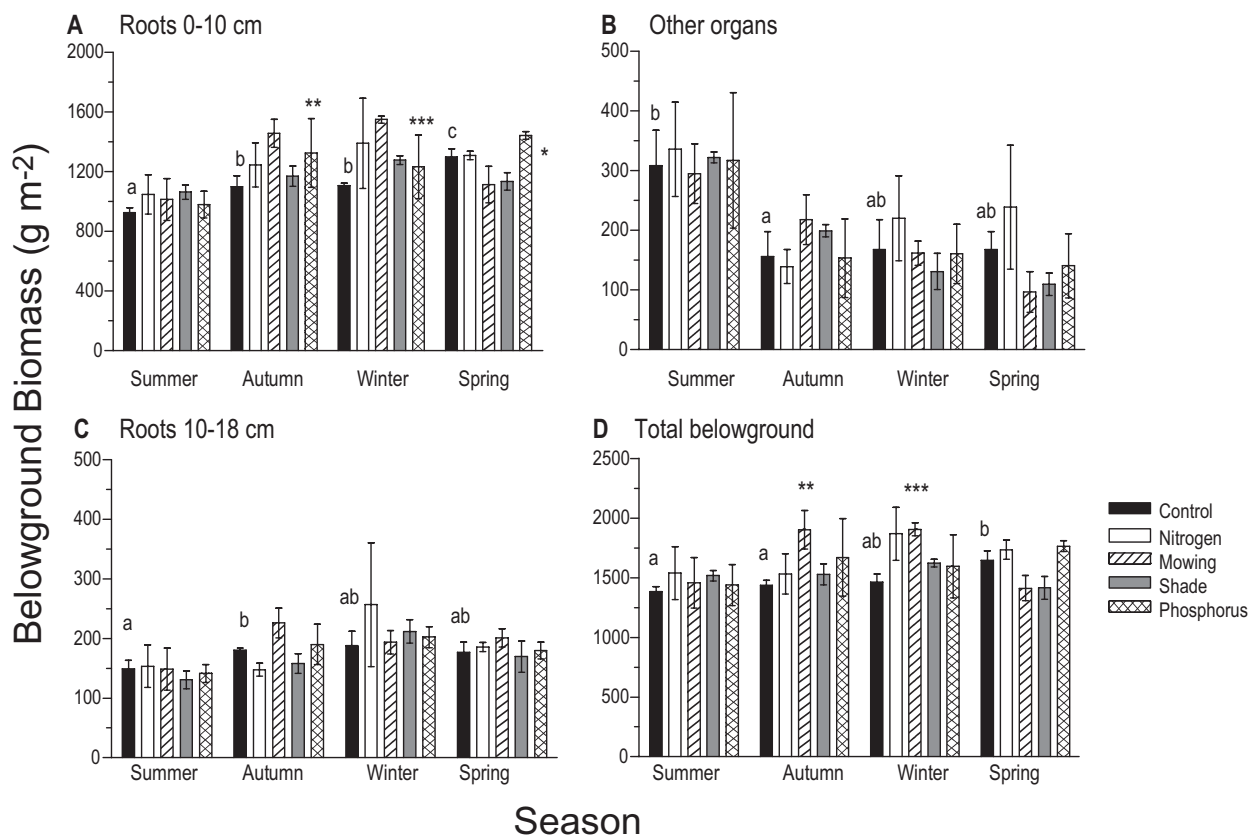 A Roots 0-10 cm
2000
1600
1200
800
400
0
a
b
**
b
***
c
*
Summer Autumn Winter Spring
B Other organs
500
400
300
200
100
0
b
a
ab
ab
Summer Autumn Winter Spring
C Roots 10-18 cm
500
400
300
200
100
0
a
b
ab
ab
Summer Autumn Winter Spring
D Total belowground
2500
2000
1500
1000
500
0
a
a
**
ab
***
b
Summer Autumn Winter Spring
Control
Nitrogen
Mowing
Shade
Phosphorus
Belowground Biomass (g m-2)
Season